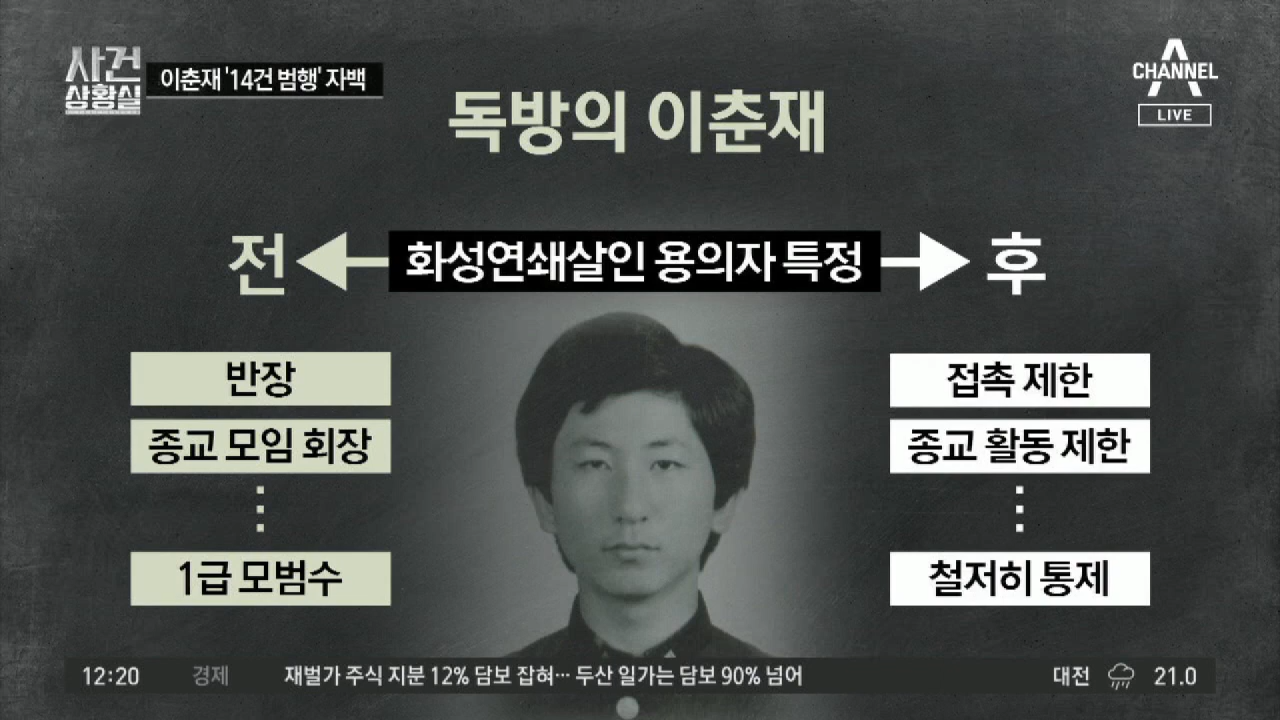 사건
상황실
이춘재 '14건 범행' 자백
CHANNEL A
LIVE
독방의 이춘재
전
화성연쇄살인 용의자 특정
후
반장
종교 모임 회장
1급 모범수
접촉 제한
종교 활동 제한
철저히 통제
12:20 경제 재벌가 주식 지분 12% 담보 잡혀… 두산 일가는 담보 90% 넘어 대전 21.0